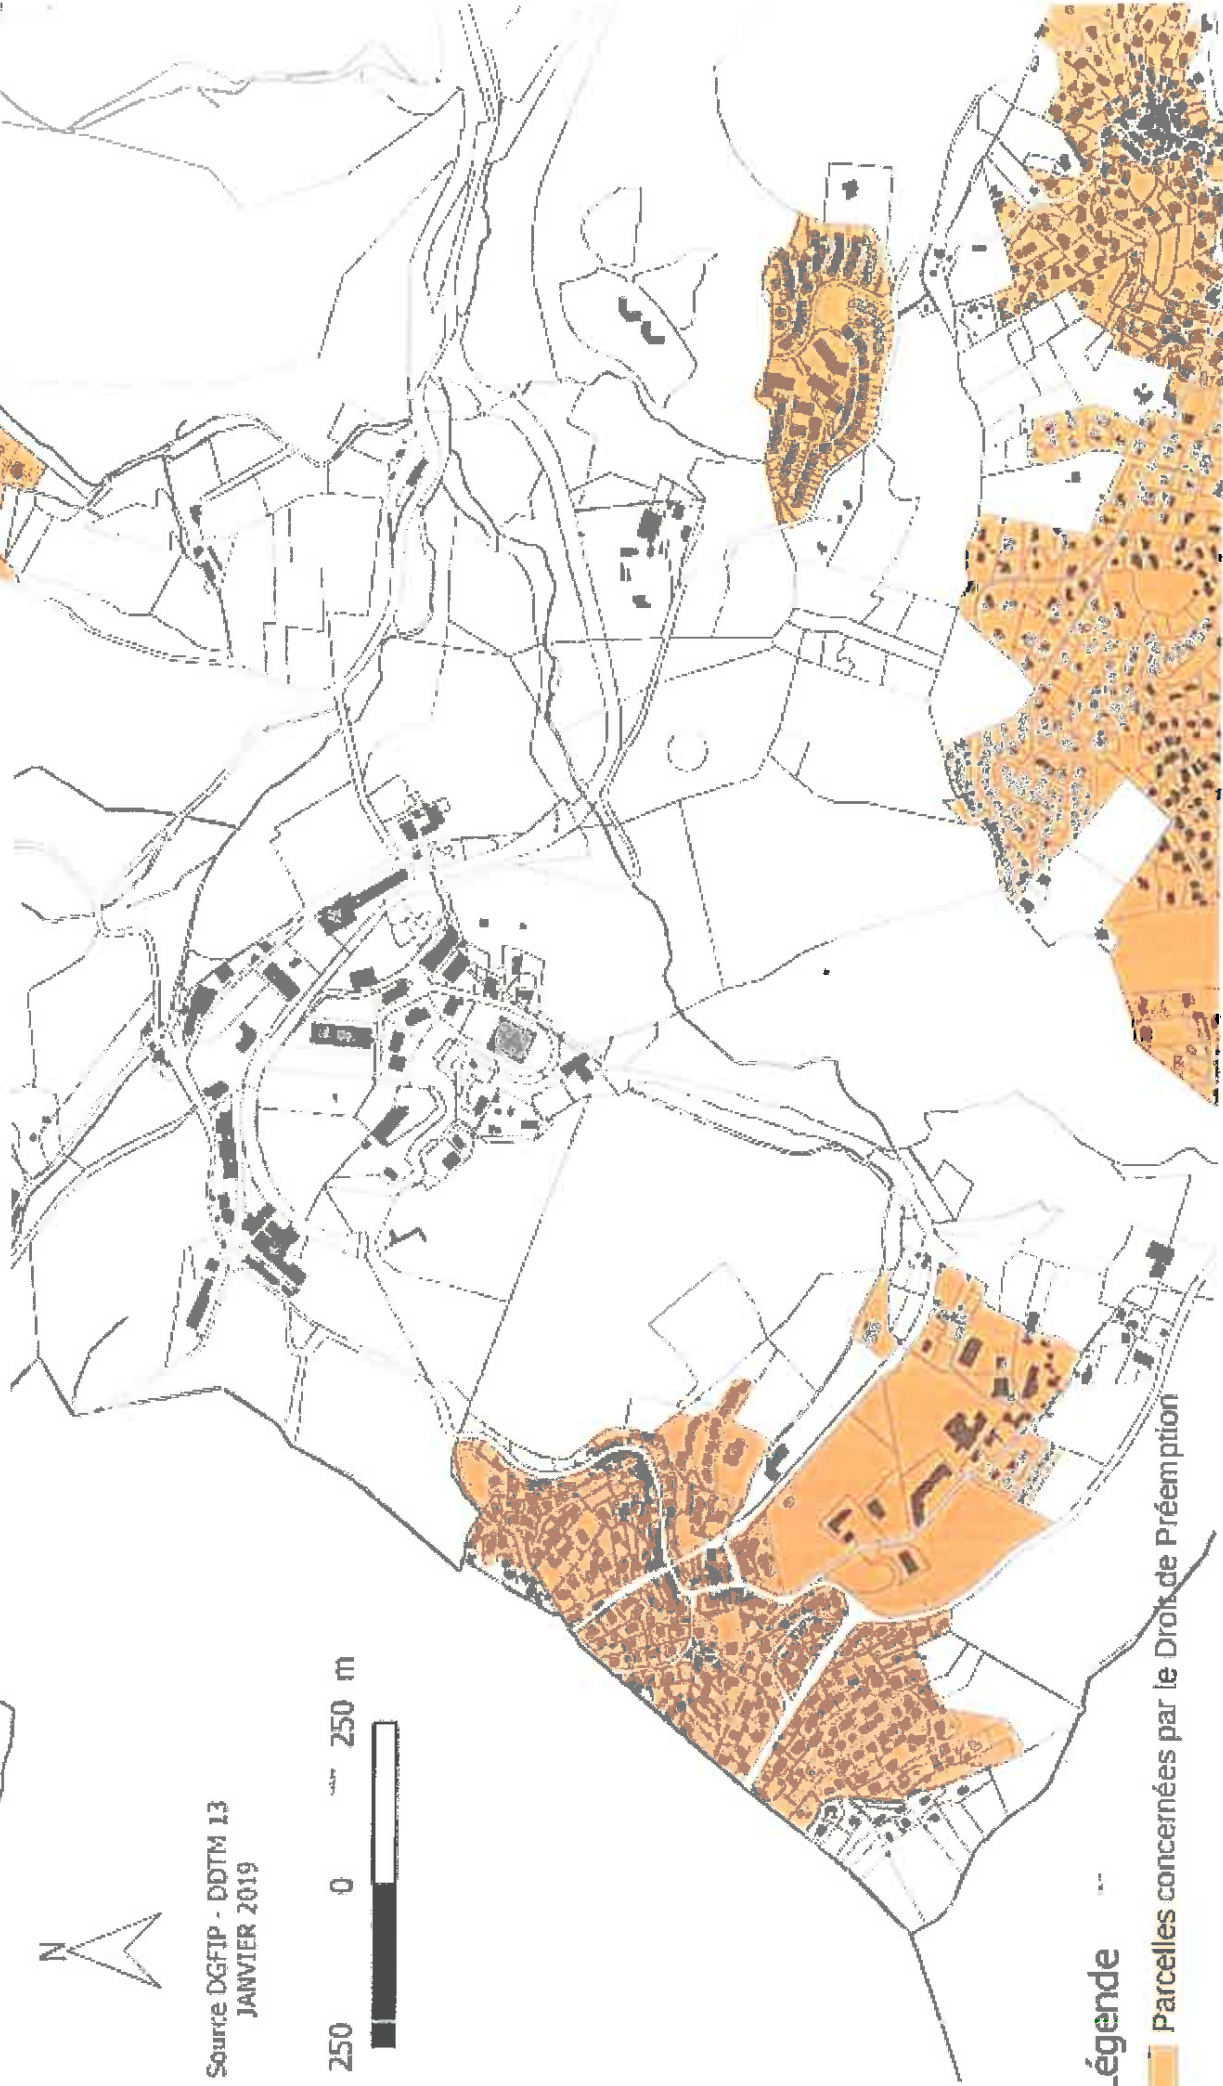 N
Source DGFIP - DDTM 13
JANVIER 2019
250 0 250 m
Légende
Parcelles concernées par le Droit de Préemption